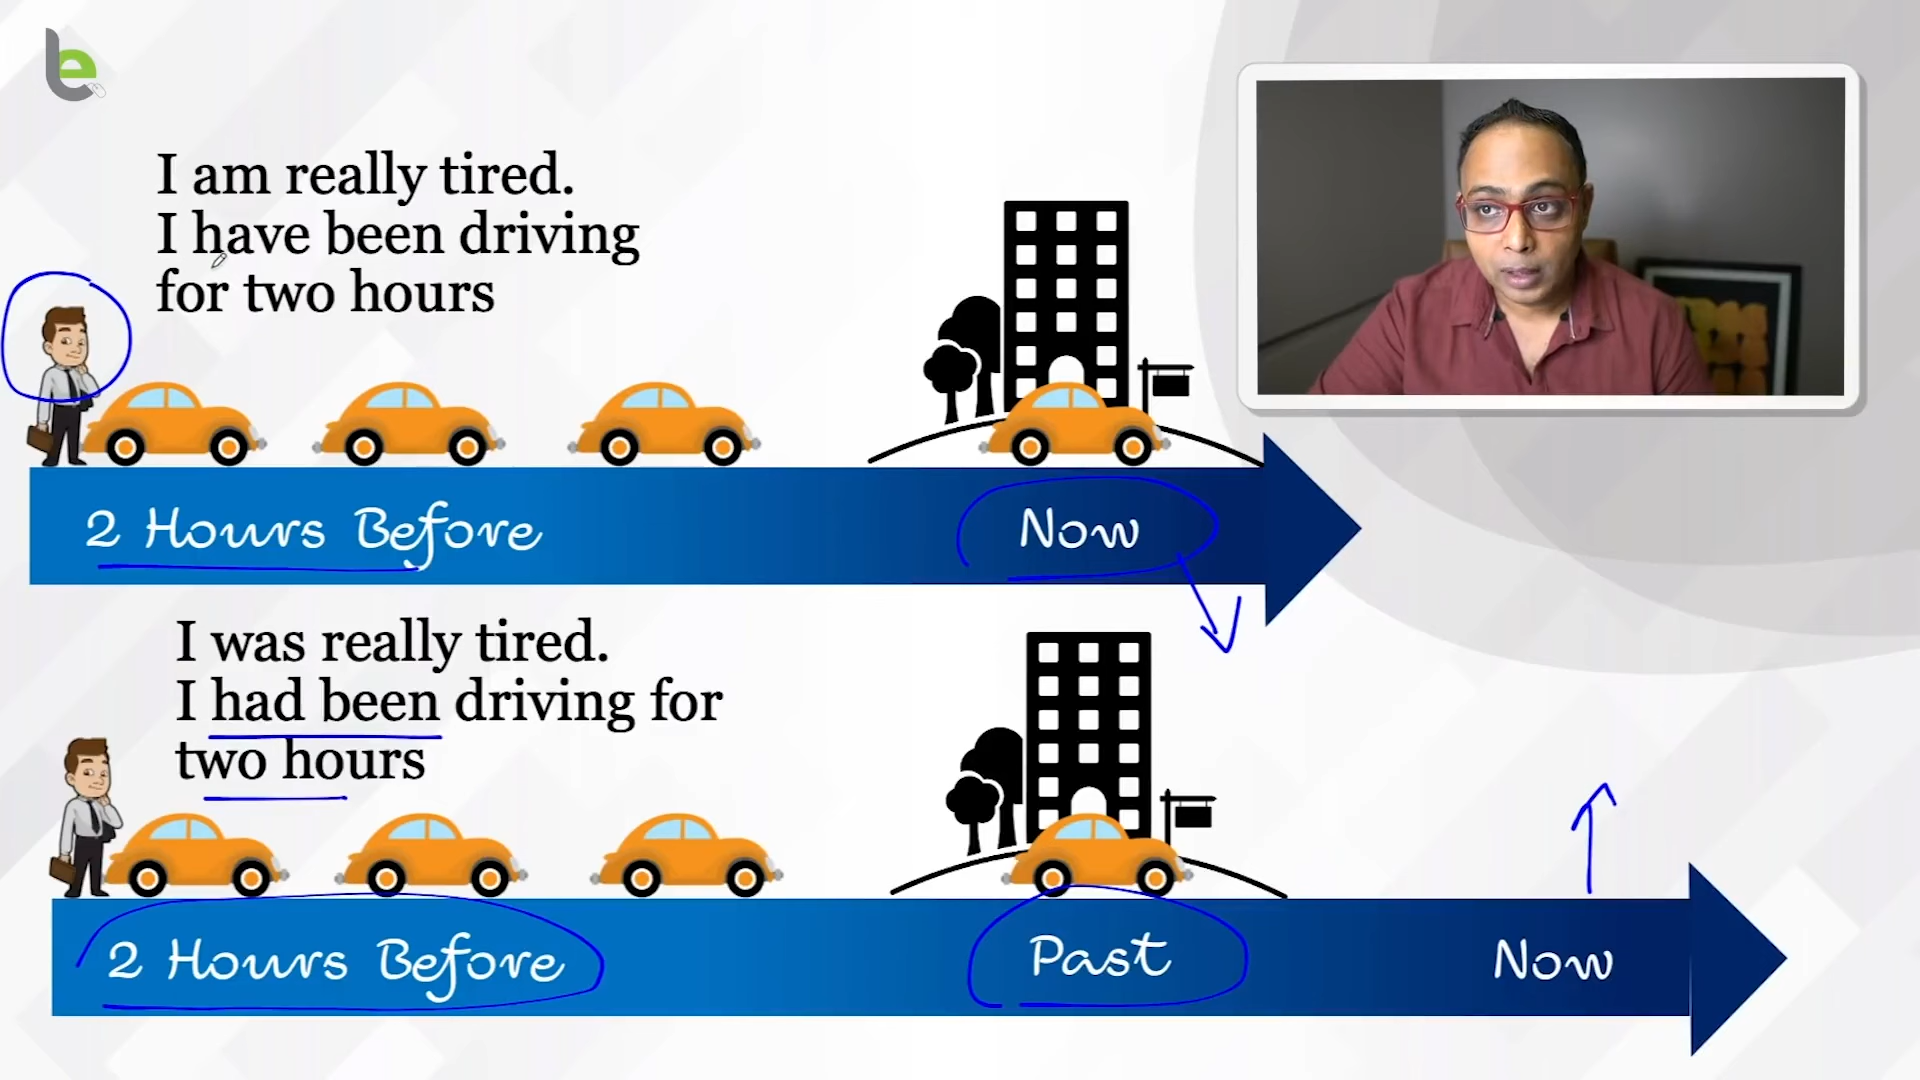 I am really tired.
I have been driving
for two hours
2 Hours Before
Now
I was really tired.
I had been driving for
two hours
2 Hours Before
Past
Now